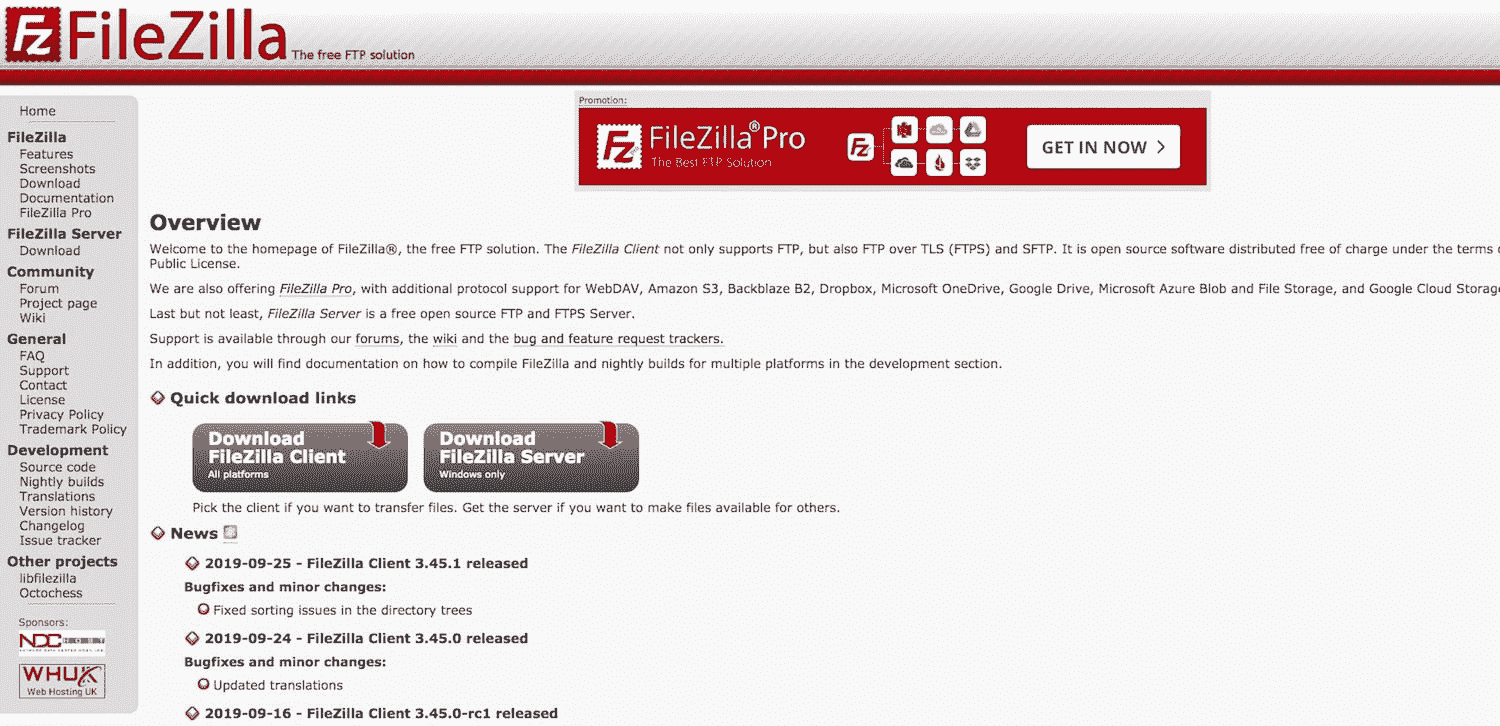 FileZilla The free FTP solution
Home
FileZilla
Features
Screenshots
Download
Documentation
FileZilla Pro
FileZilla Server
Download
Community
Forum
Project page
Wiki
General
FAQ
Support
Contact
License
Privacy Policy
Trademark Policy
Development
Source code
Nightly builds
Translations
Version history
Changelog
Issue tracker
Other projects
libfilezilla
Octochess
Sponsors:
NDC HOST
WHUK
Web Hosting UK
Promotion:
FileZilla® Pro
The Best FTP Solution
GET IN NOW
Overview
Welcome to the homepage of FileZilla®, the free FTP solution. The FileZilla Client not only supports FTP, but also FTP over TLS (FTPS) and SFTP. It is open source software distributed free of charge under the terms
Public License.
We are also offering FileZilla Pro, with additional protocol support for WebDAV, Amazon S3, Backblaze B2, Dropbox, Microsoft OneDrive, Google Drive, Microsoft Azure Blob and File Storage, and Google Cloud Storage
Last but not least, FileZilla Server is a free open source FTP and FTPS Server.
Support is available through our forums, the wiki and the bug and feature request trackers.
In addition, you will find documentation on how to compile FileZilla and nightly builds for multiple platforms in the development section.
Quick download links
Download
FileZilla Client
All platforms
Download
FileZilla Server
Windows only
Pick the client if you want to transfer files. Get the server if you want to make files available for others.
News
2019-09-25 - FileZilla Client 3.45.1 released
Bugfixes and minor changes:
Fixed sorting issues in the directory trees
2019-09-24 - FileZilla Client 3.45.0 released
Bugfixes and minor changes:
Updated translations
2019-09-16 - FileZilla Client 3.45.0-rc1 released